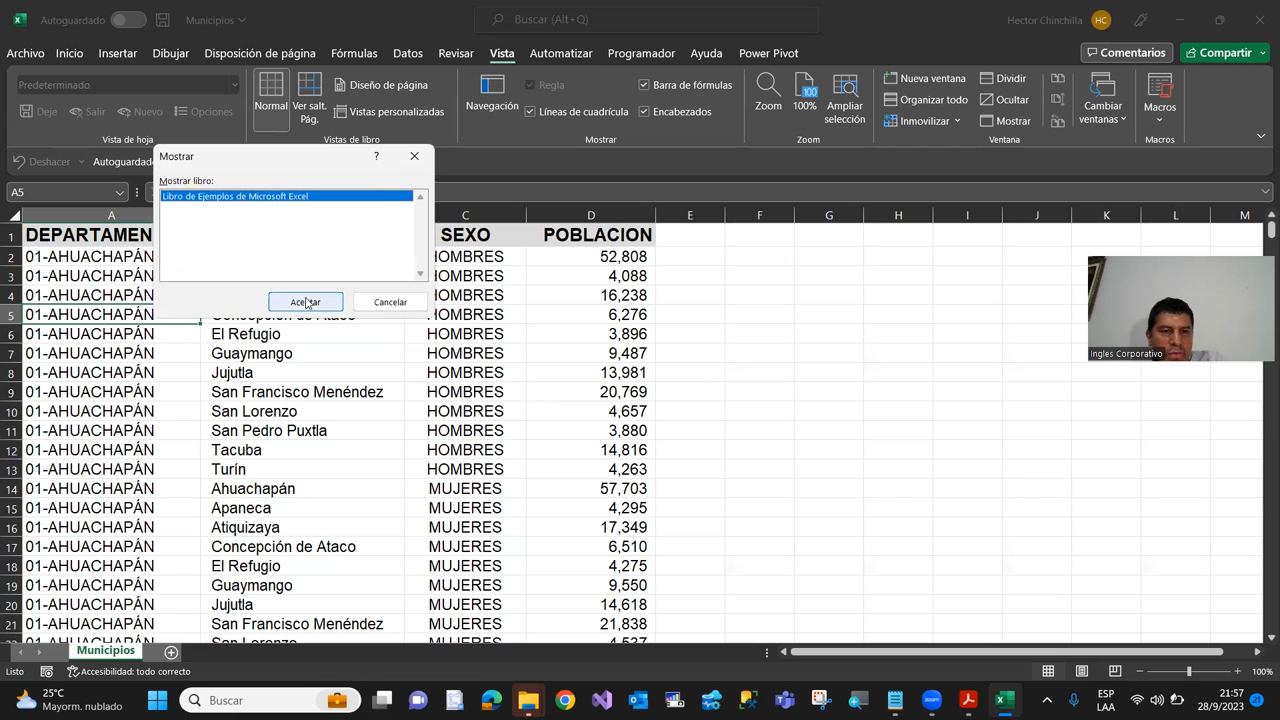 Autoguardado
Municipios
Buscar (Alt+Q)
Hector Chinchilla
HC
Archivo Inicio Insertar Dibujar Disposición de página Fórmulas Datos Revisar Vista Automatizar Programador Ayuda Power Pivot
Comentarios
Compartir
Predeterminado
Deje Salir Nuevo Opciones
Vista de hoja
Normal
Ver salt. Pág.
Diseño de página
Vistas personalizadas
Vistas de libro
Navegación
Regla
Barra de fórmulas
Líneas de cuadrícula
Encabezados
Mostrar
Zoom
100
100%
Ampliar selección
Zoom
Nueva ventana
Organizar todo
Inmovilizar
Dividir
Ocultar
Mostrar
Cambiar ventanas
Ventana
Macros
Macros
Deshacer
Autoguardado
Mostrar
?
Mostrar libro:
Libro de Ejemplos de Microsoft Excel
Aceptar
Cancelar
A5
A C D E F G H I J K L M
1 DEPARTAMEN SEXO POBLACION
2 01-AHUACHAPÁN HOMBRES 52,808
3 01-AHUACHAPÁN HOMBRES 4,088
4 01-AHUACHAPÁN HOMBRES 16,238
5 01-AHUACHAPÁN Concepción de Ataco HOMBRES 6,276
6 01-AHUACHAPÁN El Refugio HOMBRES 3,896
7 01-AHUACHAPÁN Guaymango HOMBRES 9,487
8 01-AHUACHAPÁN Jujutla HOMBRES 13,981
9 01-AHUACHAPÁN San Francisco Menéndez HOMBRES 20,769
10 01-AHUACHAPÁN San Lorenzo HOMBRES 4,657
11 01-AHUACHAPÁN San Pedro Puxtla HOMBRES 3,880
12 01-AHUACHAPÁN Tacuba HOMBRES 14,816
13 01-AHUACHAPÁN Turín HOMBRES 4,263
14 01-AHUACHAPÁN Ahuachapán MUJERES 57,703
15 01-AHUACHAPÁN Apaneca MUJERES 4,295
16 01-AHUACHAPÁN Atiquizaya MUJERES 17,349
17 01-AHUACHAPÁN Concepción de Ataco MUJERES 6,510
18 01-AHUACHAPÁN El Refugio MUJERES 4,275
19 01-AHUACHAPÁN Guaymango MUJERES 9,550
20 01-AHUACHAPÁN Jujutla MUJERES 14,618
21 01-AHUACHAPÁN San Francisco Menéndez MUJERES 21,838
22 01-AHUACHAPÁN San Lorenzo MUJERES 4,537
Ingles Corporativo
Municipios
Listo
Accesibilidad: todo correcto
100%
25°C
Mayorm. nublado
Buscar
zoom
ESP
LAA
21:57
28/9/2023
21